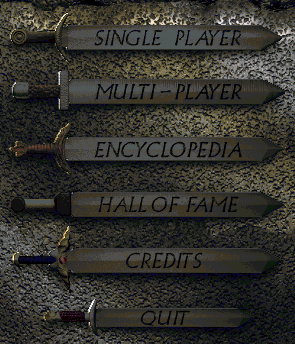 SINGLE PLAYER
MULTI-PLAYER
ENCYCLOPEDIA
HALL OF FAME
CREDITS
QUIT